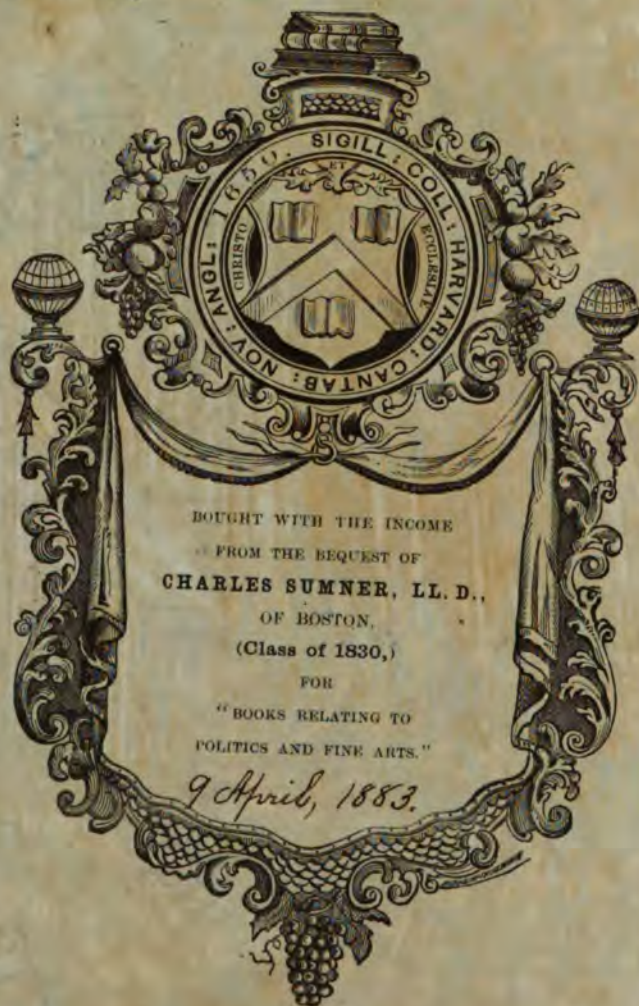 SIGILL: COLL: HARVARD: CANTAB: NOV: ANGL: 1650.
ET
CHRISTO
ECCLESIAE
BOUGHT WITH THE INCOME
FROM THE BEQUEST OF
CHARLES SUMNER, LL. D.,
OF BOSTON,
(Class of 1830,)
FOR
"BOOKS RELATING TO
POLITICS AND FINE ARTS."
9 April, 1883.